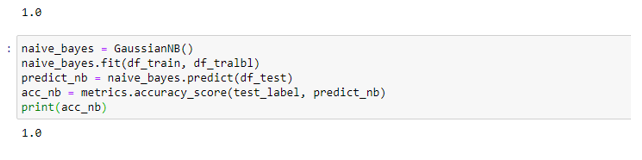 1.0
:
naive_bayes = GaussianNB()
naive_bayes.fit(df_train, df_tralbl)
predict_nb = naive_bayes.predict(df_test)
acc_nb = metrics.accuracy_score(test_label, predict_nb)
print(acc_nb)
1.0